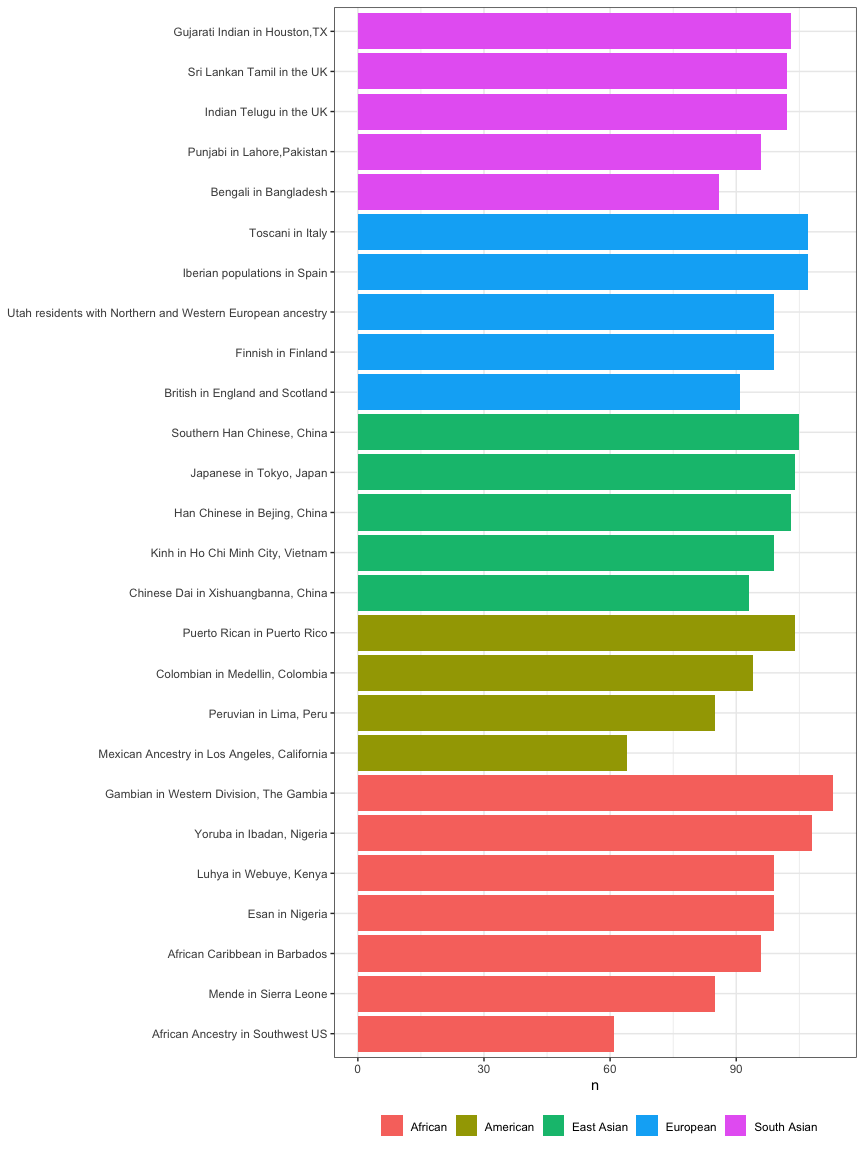 Gujarati Indian in Houston,TX
Sri Lankan Tamil in the UK
Indian Telugu in the UK
Punjabi in Lahore,Pakistan
Bengali in Bangladesh
Toscani in Italy
Iberian populations in Spain
Utah residents with Northern and Western European ancestry
Finnish in Finland
British in England and Scotland
Southern Han Chinese, China
Japanese in Tokyo, Japan
Han Chinese in Bejing, China
Kinh in Ho Chi Minh City, Vietnam
Chinese Dai in Xishuangbanna, China
Puerto Rican in Puerto Rico
Colombian in Medellin, Colombia
Peruvian in Lima, Peru
Mexican Ancestry in Los Angeles, California
Gambian in Western Division, The Gambia
Yoruba in Ibadan, Nigeria
Luhya in Webuye, Kenya
Esan in Nigeria
African Caribbean in Barbados
Mende in Sierra Leone
African Ancestry in Southwest US
0 30 60 90
n
African American East Asian European South Asian